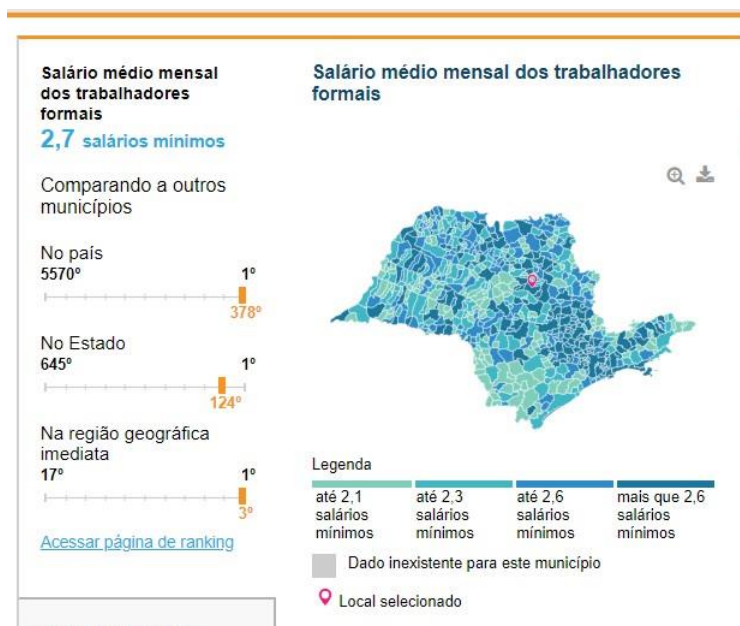 Salário médio mensal
dos trabalhadores
formais
2,7 salários mínimos
Comparando a outros
municípios
No país
5570º 1º
378º
No Estado
645º 1º
124º
Na região geográfica
imediata
17º 1º
3º
Acessar página de ranking
Salário médio mensal dos trabalhadores
formais
Legenda
até 2,1
salários
mínimos
até 2,3
salários
mínimos
até 2,6
salários
mínimos
mais que 2,6
salários
mínimos
Dado inexistente para este município
Local selecionado